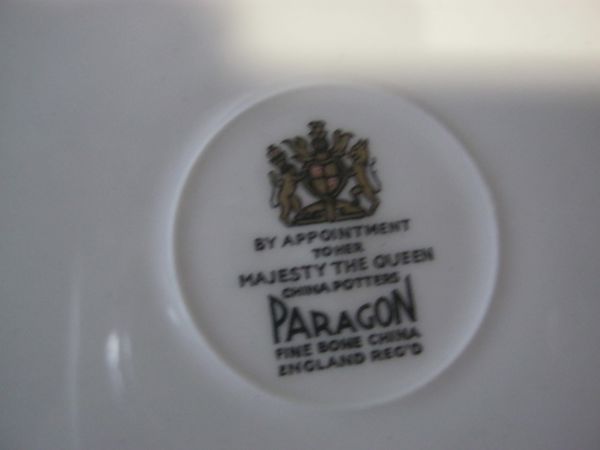 BY APPOINTMENT
TO HER
MAJESTY THE QUEEN
CHINA POTTERS
PARAGON
FINE BONE CHINA
ENGLAND REG'D